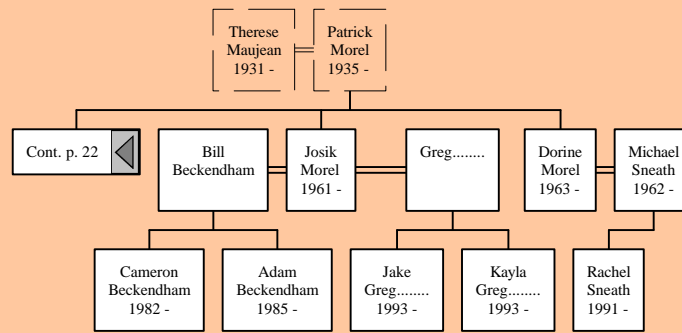 Therese
Maujean
1931 -
Patrick
Morel
1935 -
Cont. p. 22
Bill
Beckendham
Josik
Morel
1961 -
Greg........
Dorine
Morel
1963 -
Michael
Sneath
1962 -
Cameron
Beckendham
1982 -
Adam
Beckendham
1985 -
Jake
Greg........
1993 -
Kayla
Greg........
1993 -
Rachel
Sneath
1991 -